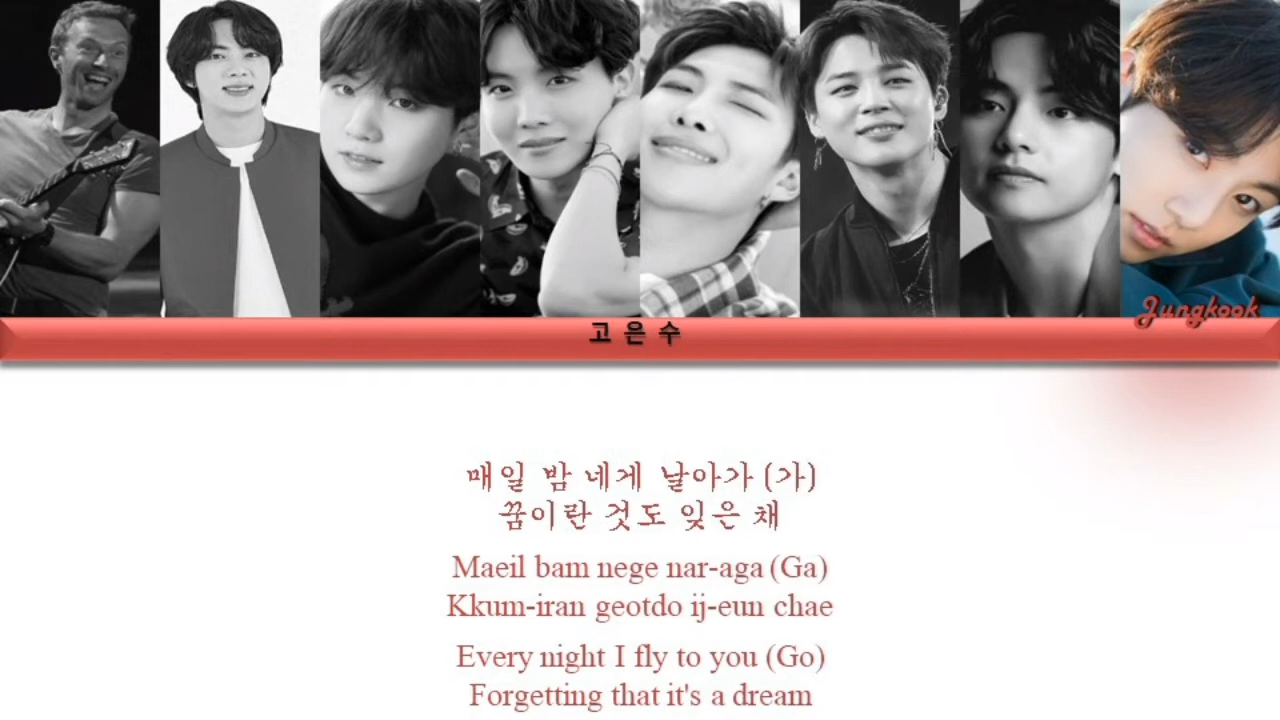 Jungkook
고 은 수
매일 밤 네게 날아가 (가)
꿈이란 것도 잊은 채
Maeil bam nege nar-aga (Ga)
Kkum-iran geotdo ij-eun chae
Every night I fly to you (Go)
Forgetting that it's a dream